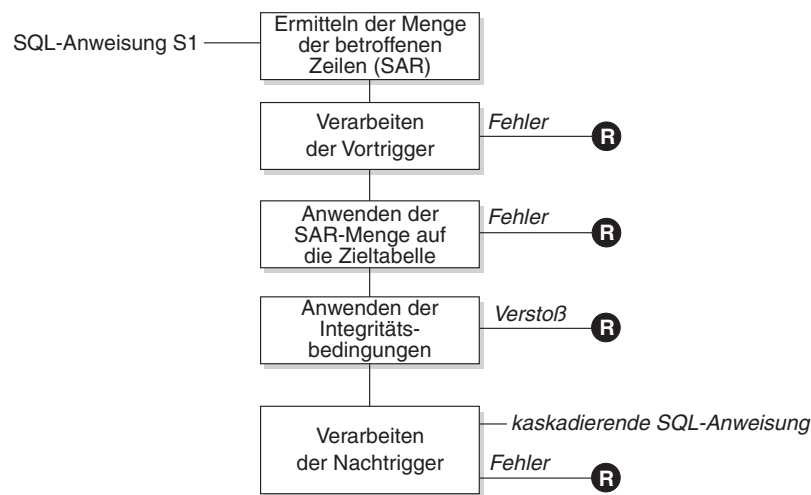 Ermitteln der Menge
SQL-Anweisung S1
der betroffenen
Zeilen (SAR)
Verarbeiten
der Vortrigger
Fehler
R
Anwenden der
SAR-Menge auf
die Zieltabelle
Fehler
R
Anwenden der
Integritäts-
bedingungen
Verstoß
R
Verarbeiten
der Nachtrigger
kaskadierende SQL-Anweisung
Fehler
R